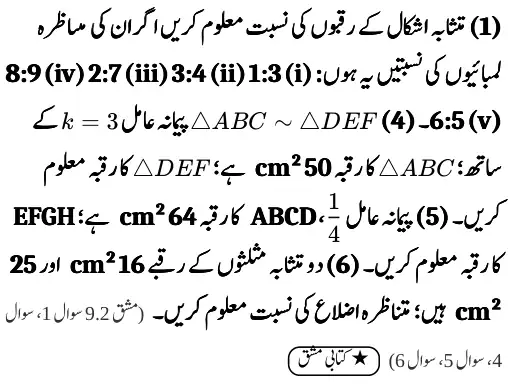 (1) متشابہ اشکال کے رقبوں کی نسبت معلوم کریں اگر ان کی متناظرہ
لمبائیوں کی نسبتیں یہ ہوں: (i) 1:3 (ii) 3:4 (iii) 2:7 (iv) 8:9
(v) 6:5۔ (4) △ABC ∼ △DEF پیمانہ عامل k = 3 کے
ساتھ؛ △ABC کا رقبہ 50 cm² ہے؛ △DEF کا رقبہ معلوم
کریں۔ (5) پیمانہ عامل 1/4، ABCD کا رقبہ 64 cm² ہے؛ EFGH
کا رقبہ معلوم کریں۔ (6) دو متشابہ مثلثوں کے رقبے 16 cm² اور 25
cm² ہیں؛ متناظرہ اضلاع کی نسبت معلوم کریں۔ (مشق 9.2 سوال 1، سوال
4، سوال 5، سوال 6) ★ کتابی مشق